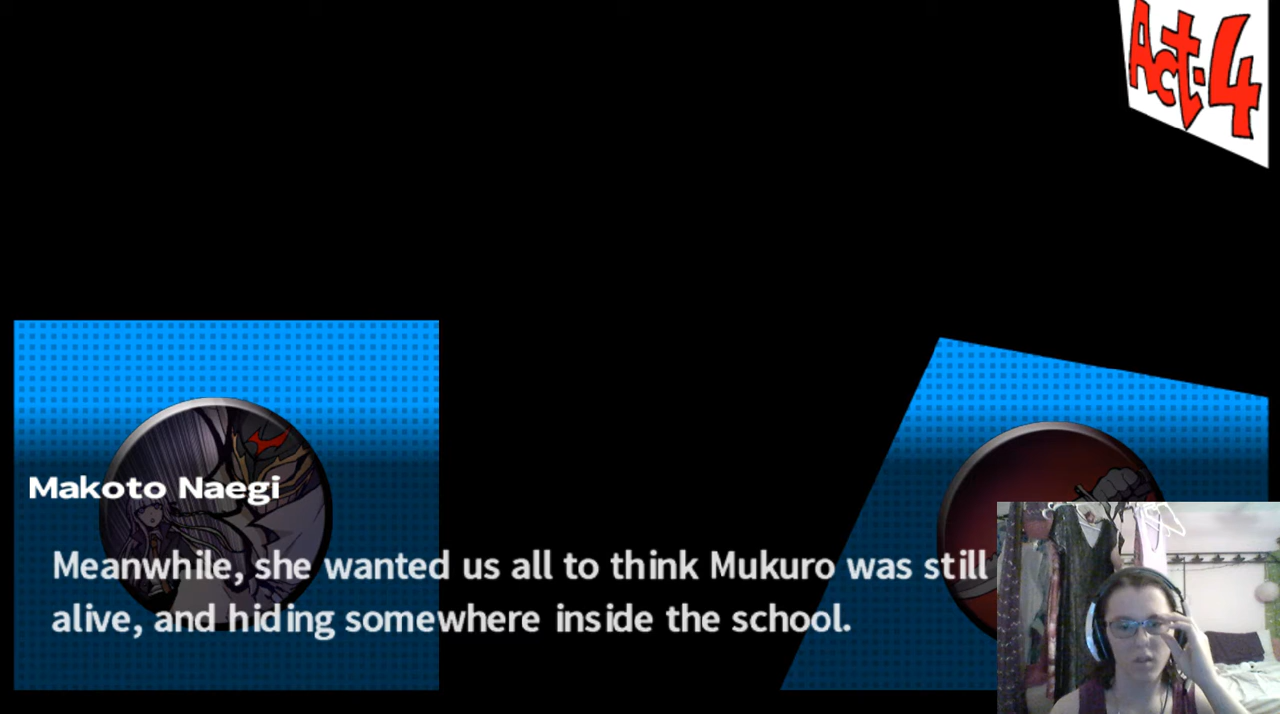 Act.4
Makoto Naegi
Meanwhile, she wanted us all to think Mukuro was still
alive, and hiding somewhere inside the school.